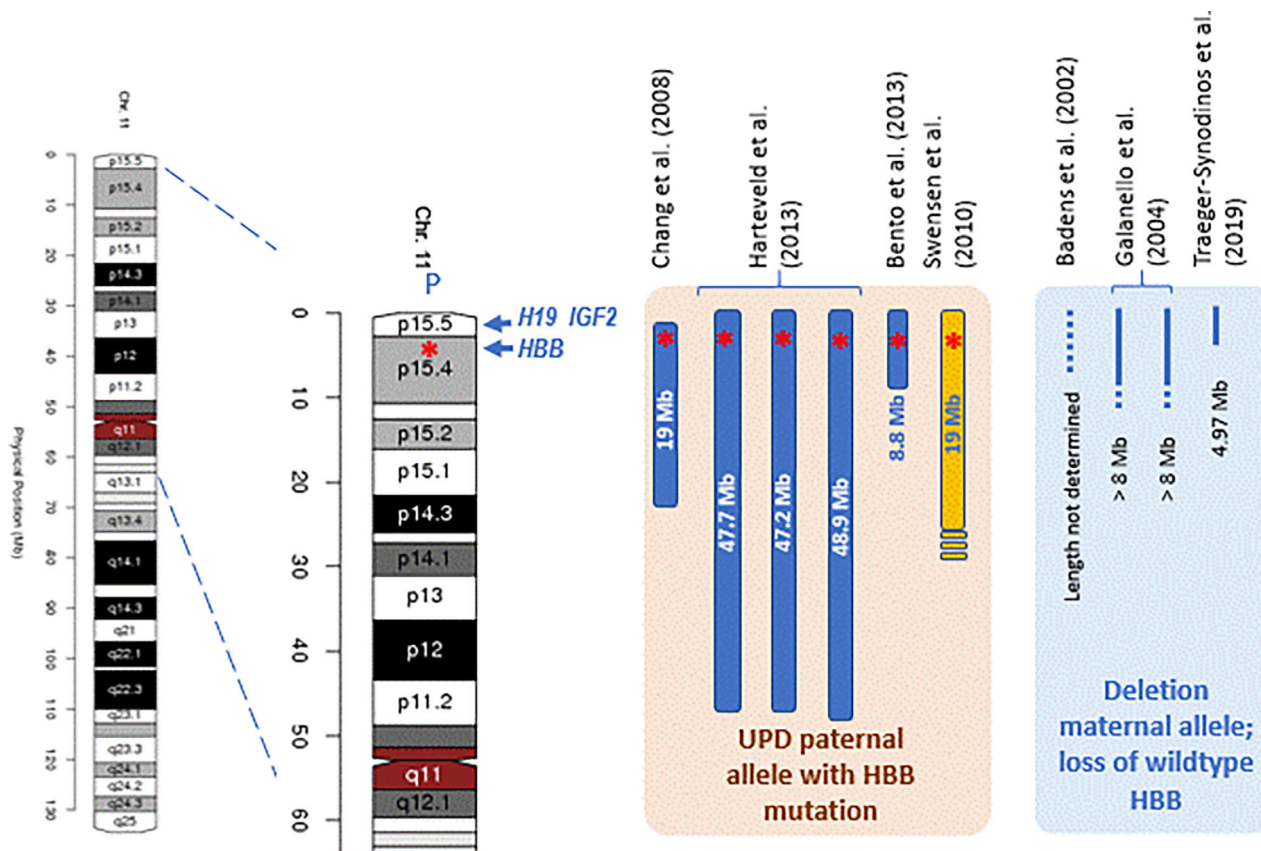 Chr. 11
0
10
20
30
40
50
60
70
80
90
100
110
120
130
Physical Position (Mb)
p15.5
p15.4
p15.2
p15.1
p14.3
p14.1
p13
p12
p11.2
q11
q12.1
q13.1
q13.4
q14.1
q14.3
q21
q22.1
q22.3
q23.1
q23.3
q24.1
q24.2
q24.3
q25
Chr. 11
P
0
10
20
30
40
50
60
p15.5
*
p15.4
p15.2
p15.1
p14.3
p14.1
p13
p12
p11.2
q11
q12.1
H19 IGF2
HBB
Chang et al. (2008)
Harteveld et al.
(2013)
Bento et al. (2013)
Swensen et al.
(2010)
*
*
*
*
*
*
19 Mb
47.7 Mb
47.2 Mb
48.9 Mb
8.8 Mb
19 Mb
UPD paternal
allele with HBB
mutation
Badens et al. (2002)
Galanello et al.
(2004)
Traeger-Synodinos et al.
(2019)
Length not determined
> 8 Mb
> 8 Mb
4.97 Mb
Deletion
maternal allele;
loss of wildtype
HBB